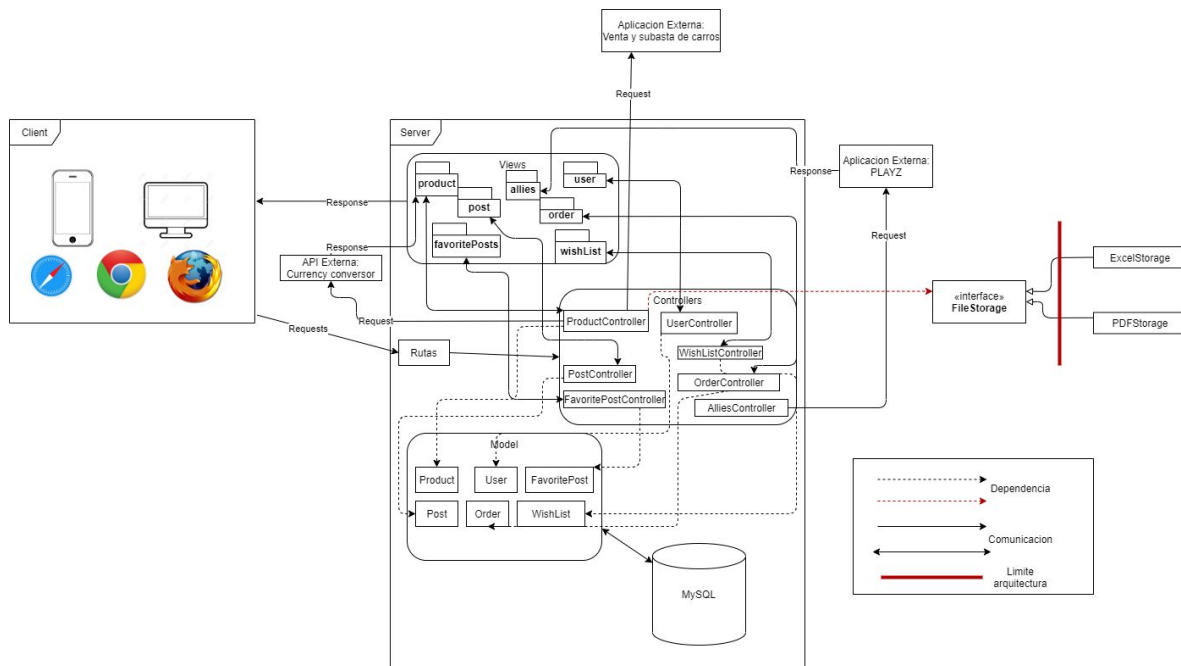 Aplicacion Externa:
Venta y subasta de carros
Request
Client
Server
Views
product
allies
user
post
order
favoritePosts
wishList
Response
Response
API Externa:
Currency conversor
Request
Requests
Rutas
Response
Aplicacion Externa:
PLAYZ
Request
Controllers
ProductController
UserController
WishListController
PostController
OrderController
FavoritePostController
AlliesController
«interface»
FileStorage
ExcelStorage
PDFStorage
Model
Product
User
FavoritePost
Post
Order
WishList
MySQL
Dependencia
Comunicacion
Limite
arquitectura